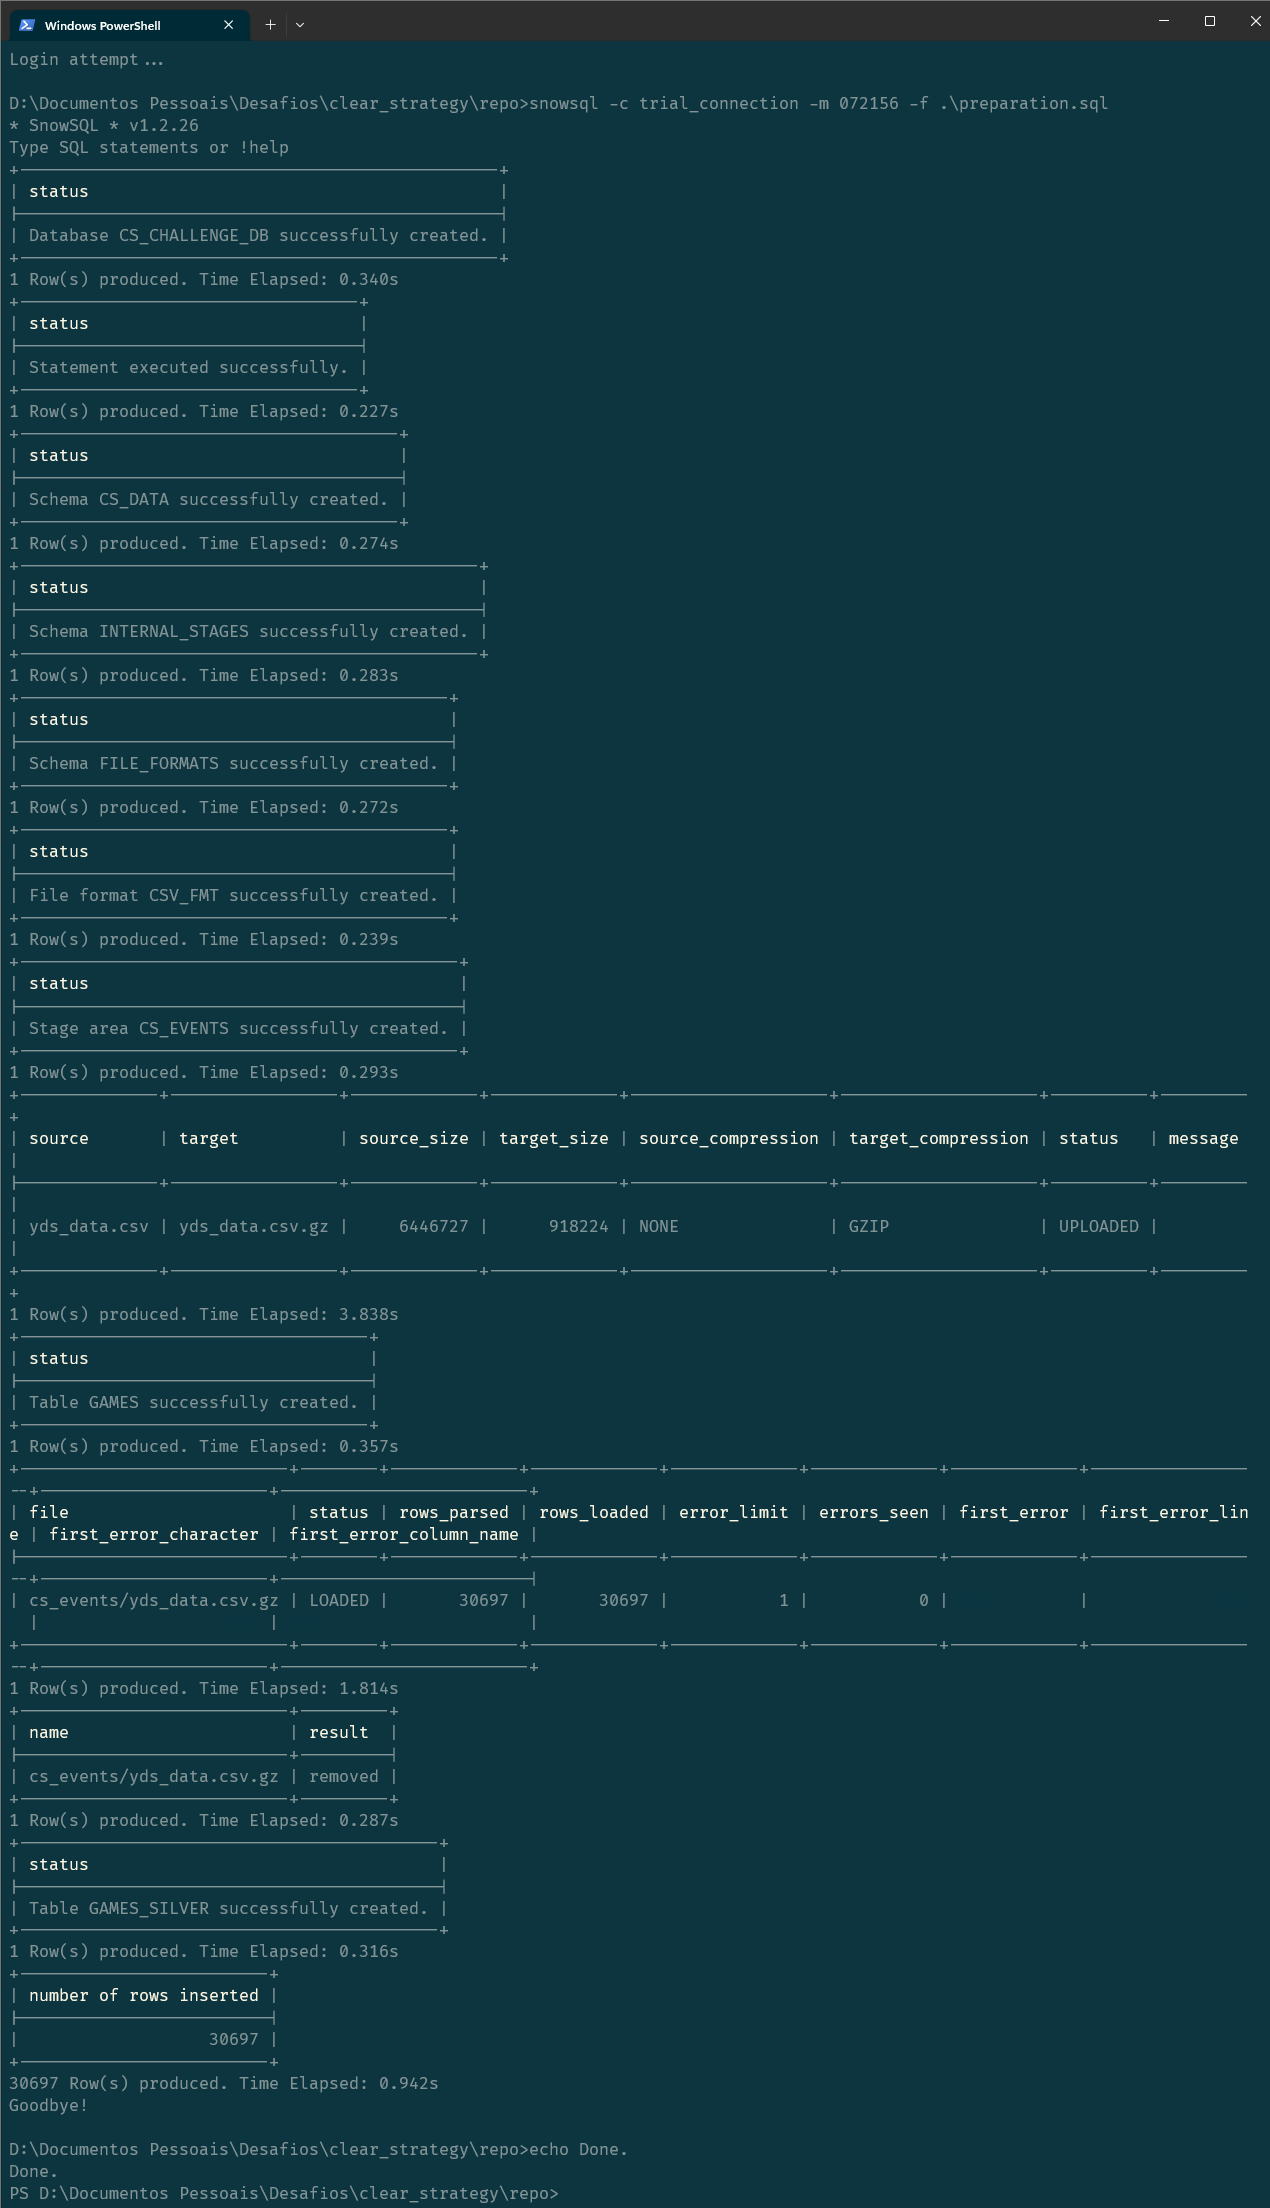 Windows PowerShell
Login attempt...
D:\Documentos Pessoais\Desafios\clear_strategy\repo>snowsql -c trial_connection -m 072156 -f .\preparation.sql
* SnowSQL * v1.2.26
Type SQL statements or !help
| status |
| Database CS_CHALLENGE_DB successfully created. |
1 Row(s) produced. Time Elapsed: 0.340s
| status |
| Statement executed successfully. |
1 Row(s) produced. Time Elapsed: 0.227s
| status |
| Schema CS_DATA successfully created. |
1 Row(s) produced. Time Elapsed: 0.274s
| status |
| Schema INTERNAL_STAGES successfully created. |
1 Row(s) produced. Time Elapsed: 0.283s
| status |
| Schema FILE_FORMATS successfully created. |
1 Row(s) produced. Time Elapsed: 0.272s
| status |
| File format CSV_FMT successfully created. |
1 Row(s) produced. Time Elapsed: 0.239s
| status |
| Stage area CS_EVENTS successfully created. |
1 Row(s) produced. Time Elapsed: 0.293s
| source | target | source_size | target_size | source_compression | target_compression | status | message
|
| yds_data.csv | yds_data.csv.gz | 6446727 | 918224 | NONE | GZIP | UPLOADED |
|
1 Row(s) produced. Time Elapsed: 3.838s
| status |
| Table GAMES successfully created. |
1 Row(s) produced. Time Elapsed: 0.357s
| file | status | rows_parsed | rows_loaded | error_limit | errors_seen | first_error | first_error_lin
e | first_error_character | first_error_column_name |
| cs_events/yds_data.csv.gz | LOADED | 30697 | 30697 | 1 | 0 | |
| | |
1 Row(s) produced. Time Elapsed: 1.814s
| name | result |
| cs_events/yds_data.csv.gz | removed |
1 Row(s) produced. Time Elapsed: 0.287s
| status |
| Table GAMES_SILVER successfully created. |
1 Row(s) produced. Time Elapsed: 0.316s
| number of rows inserted |
| 30697 |
30697 Row(s) produced. Time Elapsed: 0.942s
Goodbye!
D:\Documentos Pessoais\Desafios\clear_strategy\repo>echo Done.
Done.
PS D:\Documentos Pessoais\Desafios\clear_strategy\repo>